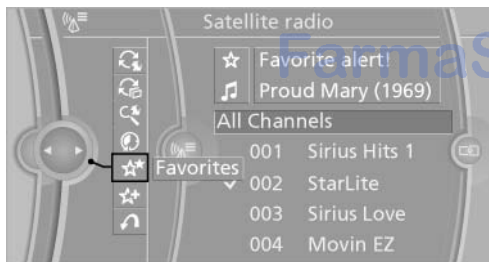 Satellite radio
Favorite alert!
Proud Mary (1969)
All Channels
001 Sirius Hits 1
Favorites
002 StarLite
003 Sirius Love
004 Movin EZ